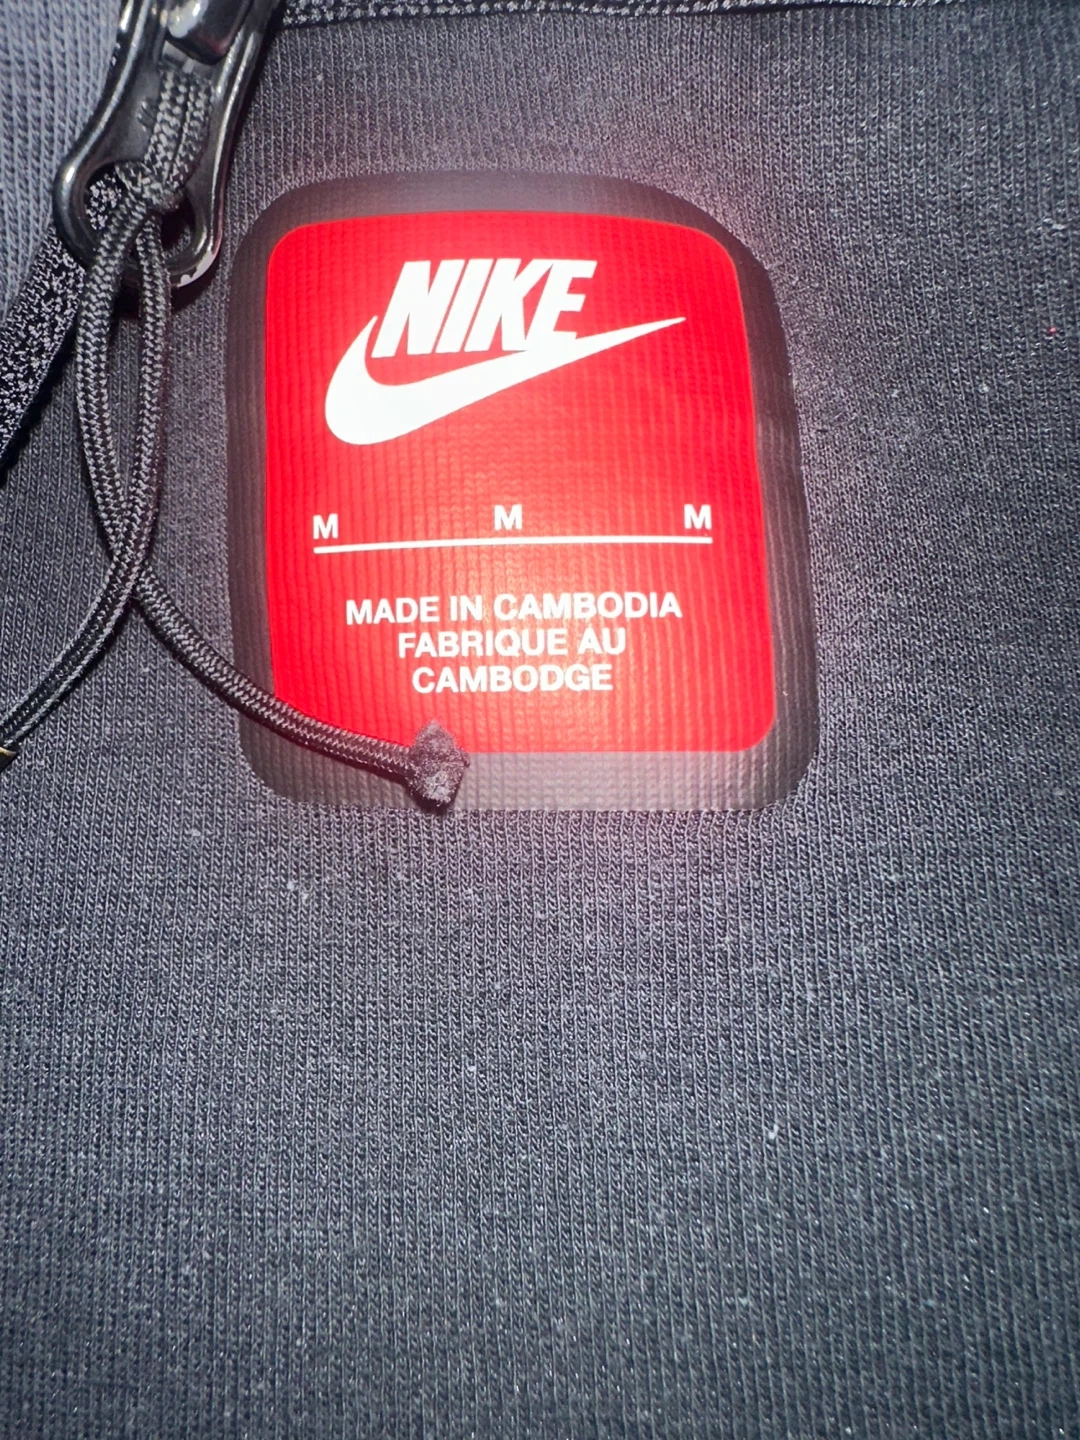 NIKE
M M M
MADE IN CAMBODIA
FABRIQUE AU
CAMBODGE